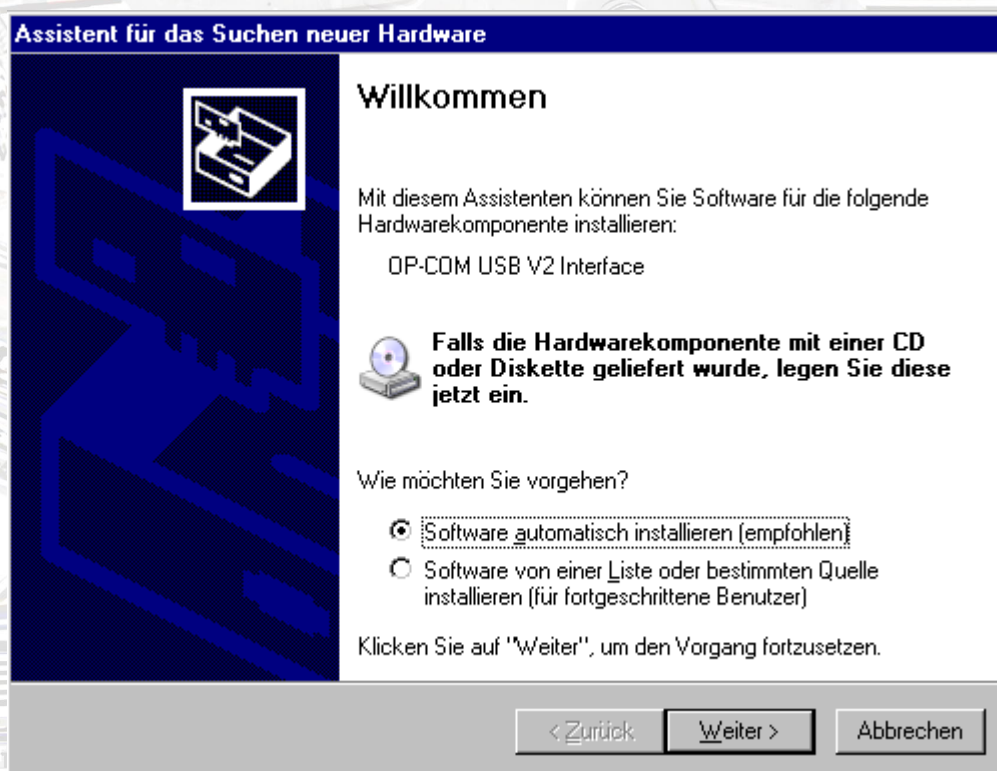 Assistent für das Suchen neuer Hardware
Willkommen
Mit diesem Assistenten können Sie Software für die folgende
Hardwarekomponente installieren:
OP-COM USB V2 Interface
Falls die Hardwarekomponente mit einer CD
oder Diskette geliefert wurde, legen Sie diese
jetzt ein.
Wie möchten Sie vorgehen?
Software automatisch installieren (empfohlen)
Software von einer Liste oder bestimmten Quelle
installieren (für fortgeschrittene Benutzer)
Klicken Sie auf "Weiter", um den Vorgang fortzusetzen.
< Zurück Weiter > Abbrechen